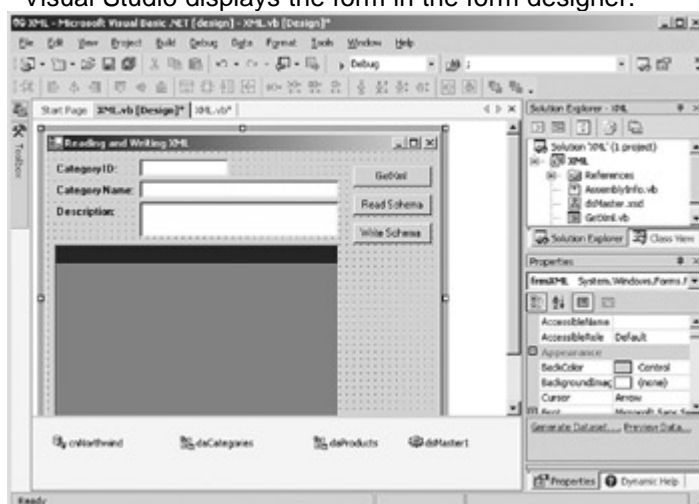 Visual Studio displays the form in the form designer.
XML - Microsoft Visual Basic .NET [design] - XML.vb [Design]*
File Edit View Project Build Debug Data Format Tools Window Help
Debug
Start Page XML.vb [Design]* XML.vb*
Solution Explorer - XML
Toolbox
Reading and Writing XML
CategoryID:
GetXml
Category Name:
Read Schema
Description:
Write Schema
Solution 'XML' (1 project)
XML
References
AssemblyInfo.vb
dsMaster.xsd
GetXml.vb
Solution Explorer Class View
Properties
frmXML System.Windows.Forms.F
AccessibleName
AccessibleRole Default
Appearance
BackColor Control
BackgroundImag (none)
Cursor Arrow
Font Microsoft Sans Se
Generate Dataset..., Preview Data...
cnNorthwind daCategories daProducts dsMaster1
Properties Dynamic Help
Ready